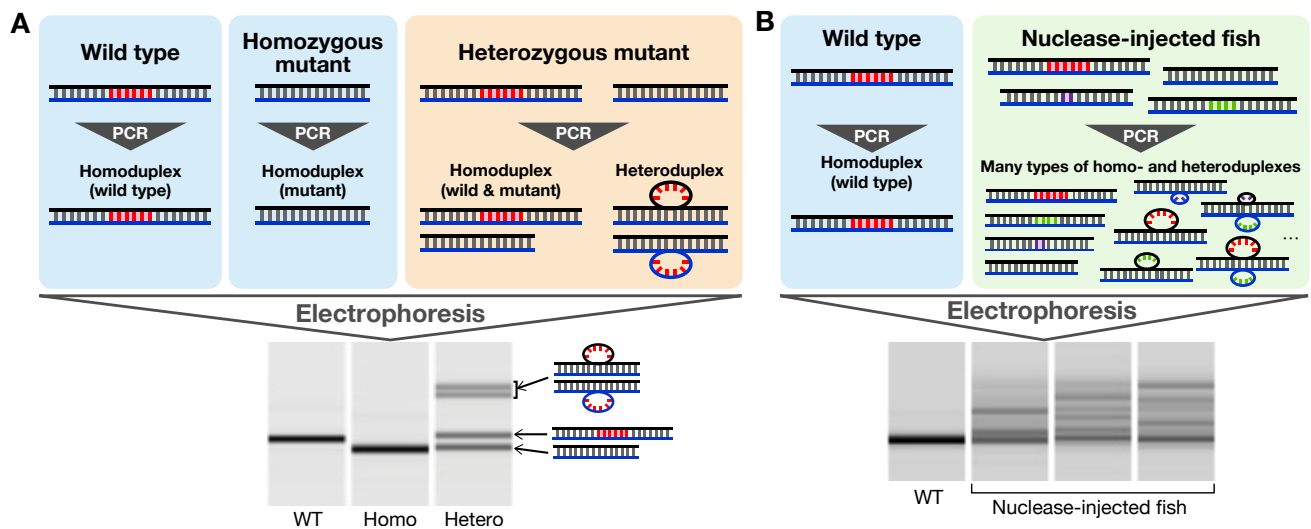 A
Wild type
PCR
Homoduplex
(wild type)
Homozygous
mutant
PCR
Homoduplex
(mutant)
Heterozygous mutant
PCR
Homoduplex
(wild & mutant)
Heteroduplex
Electrophoresis
WT
Homo
Hetero
B
Wild type
PCR
Homoduplex
(wild type)
Nuclease-injected fish
PCR
Many types of homo- and heteroduplexes
...
Electrophoresis
WT
Nuclease-injected fish